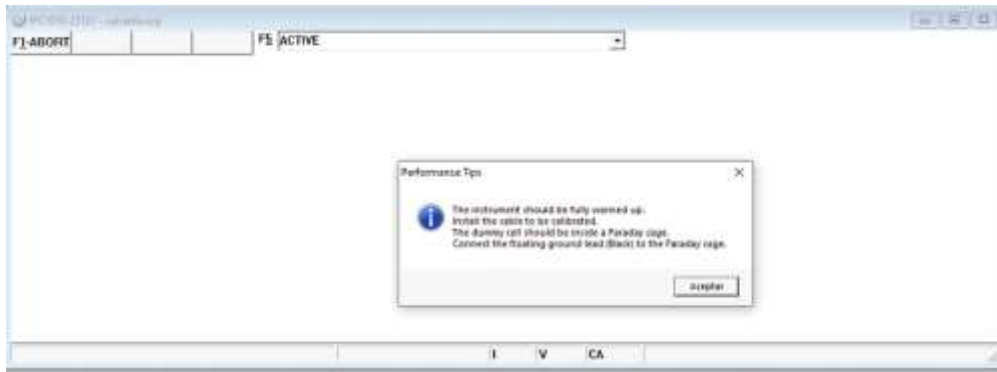 F1-ABORT
F5 ACTIVE
Performance Tips
The instrument should be fully warmed up.
Install the cable to be calibrated.
The dummy cell should be inside a Faraday cage.
Connect the floating ground lead (Black) to the Faraday cage.
Aceptar
I V CA